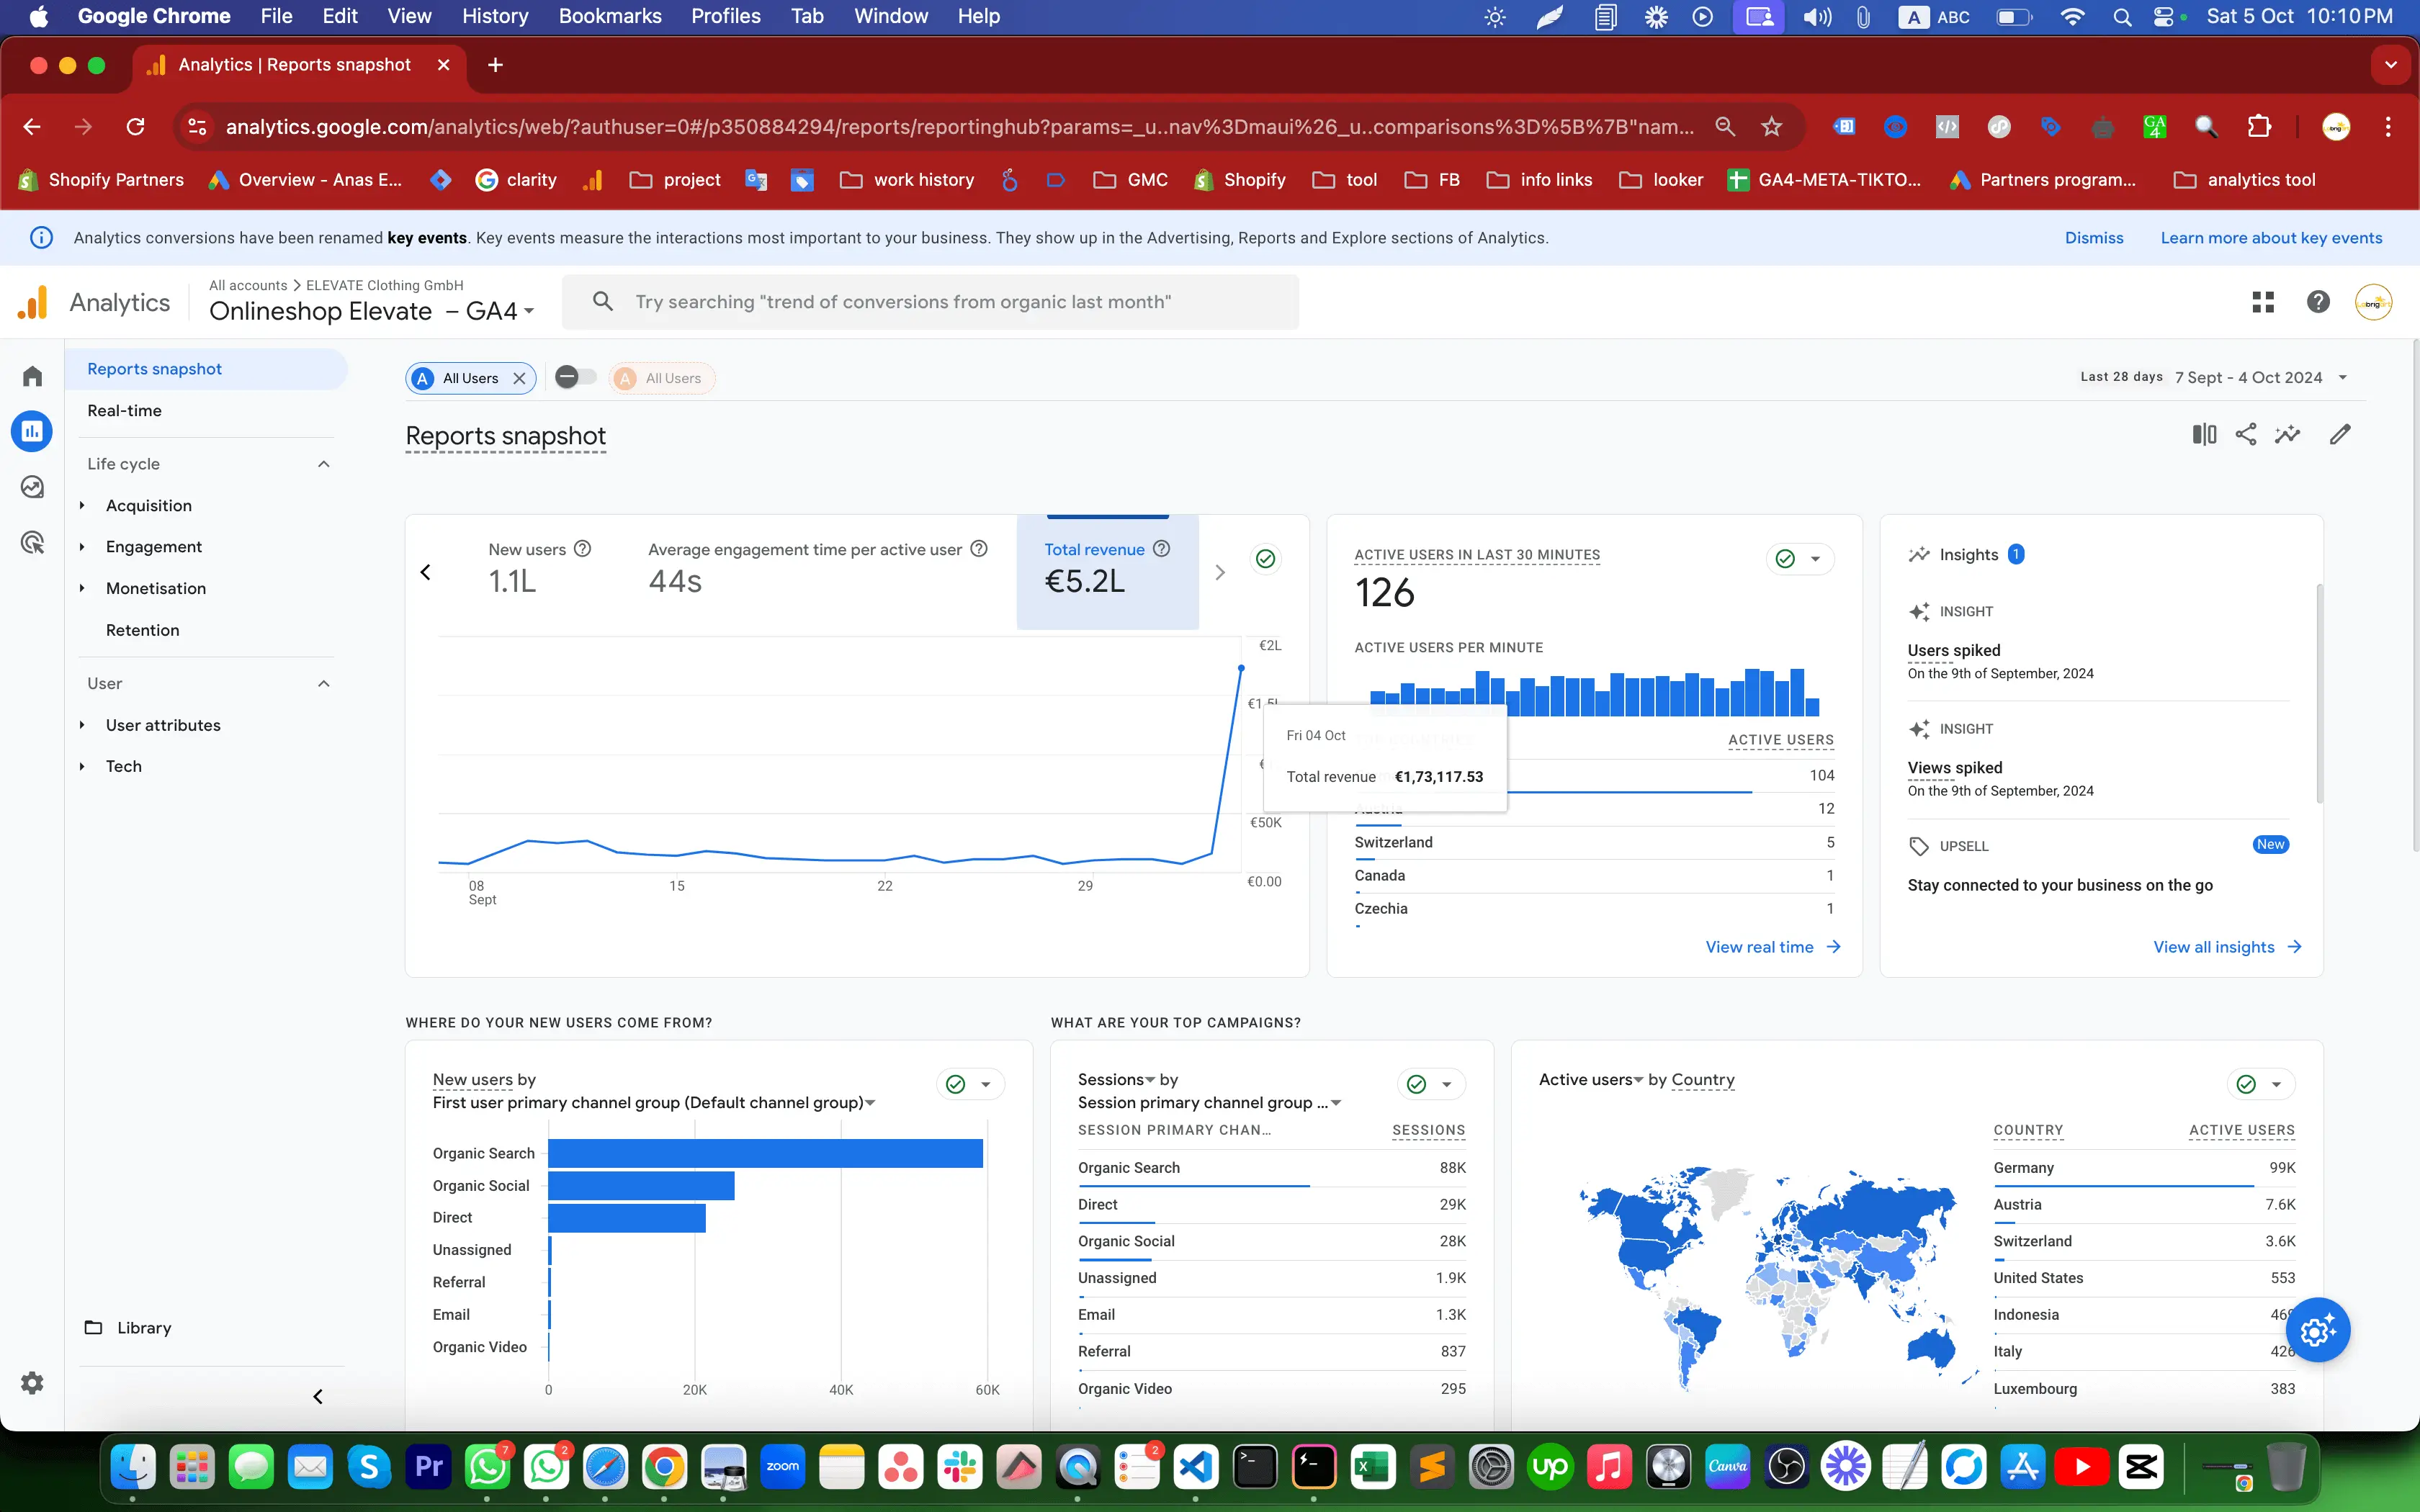 Google Chrome File Edit View History Bookmarks Profiles Tab Window Help
A ABC Sat 5 Oct 10:10 PM
Analytics | Reports snapshot
analytics.google.com/analytics/web/?authuser=0#/p350884294/reports/reportinghub?params=_u..nav%3Dmaui%26_u..comparisons%3D%5B%7B"nam...
Shopify Partners Overview - Anas E... clarity project work history GMC Shopify tool FB info links looker GA4-META-TIKTO... Partners program... analytics tool
Analytics conversions have been renamed key events. Key events measure the interactions most important to your business. They show up in the Advertising, Reports and Explore sections of Analytics.
Dismiss Learn more about key events
Analytics
All accounts > ELEVATE Clothing GmbH
Onlineshop Elevate – GA4
Try searching "trend of conversions from organic last month"
Reports snapshot
Real-time
Life cycle
Acquisition
Engagement
Monetisation
Retention
User
User attributes
Tech
Library
A All Users
A All Users
Last 28 days 7 Sept - 4 Oct 2024
Reports snapshot
New users
1.1L
Average engagement time per active user
44s
Total revenue
€5.2L
€2L
€50K
€0.00
08
Sept
15
22
29
Fri 04 Oct
Total revenue €1,73,117.53
ACTIVE USERS IN LAST 30 MINUTES
126
ACTIVE USERS PER MINUTE
ACTIVE USERS
104
Austria 12
Switzerland 5
Canada 1
Czechia 1
View real time
Insights 1
INSIGHT
Users spiked
On the 9th of September, 2024
INSIGHT
Views spiked
On the 9th of September, 2024
UPSELL New
Stay connected to your business on the go
View all insights
WHERE DO YOUR NEW USERS COME FROM?
New users by
First user primary channel group (Default channel group)
Organic Search
Organic Social
Direct
Unassigned
Referral
Email
Organic Video
0 20K 40K 60K
WHAT ARE YOUR TOP CAMPAIGNS?
Sessions by
Session primary channel group ...
SESSION PRIMARY CHAN... SESSIONS
Organic Search 88K
Direct 29K
Organic Social 28K
Unassigned 1.9K
Email 1.3K
Referral 837
Organic Video 295
Active users by Country
COUNTRY ACTIVE USERS
Germany 99K
Austria 7.6K
Switzerland 3.6K
United States 553
Indonesia
Italy 426
Luxembourg 383
S Pr 7 2 zoom 2 X up Canva